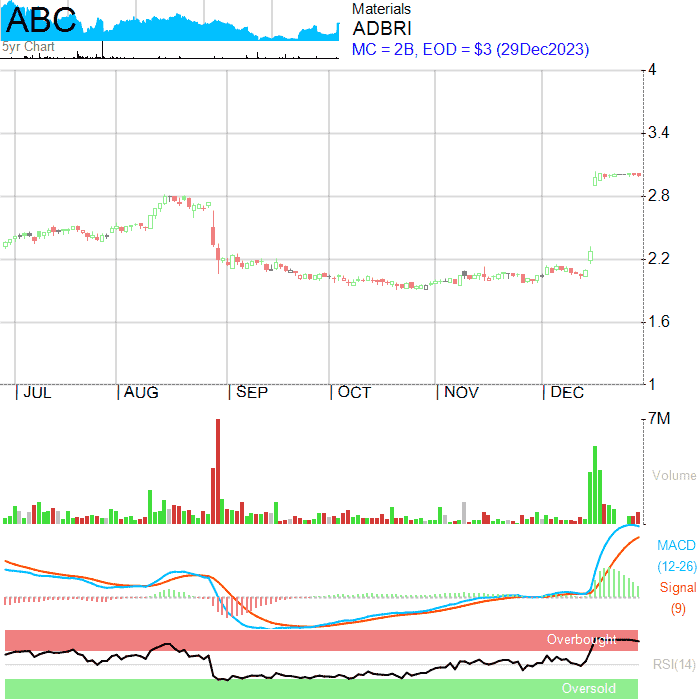 ABC
5yr Chart
Materials
ADBRI
MC = 2B, EOD = $3 (29Dec2023)
4
3.4
2.8
2.2
1.6
1
| JUL | AUG | SEP | OCT | NOV | DEC
7M
Volume
MACD
(12-26)
Signal
(9)
Overbought
RSI(14)
Oversold